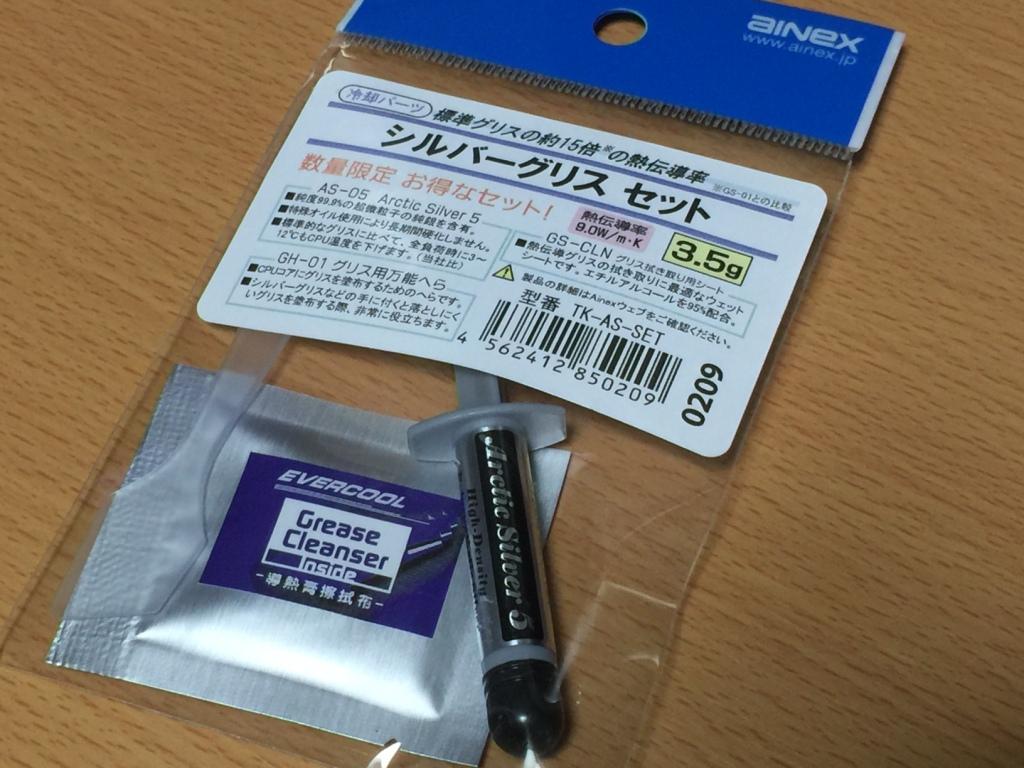 AINEX
www.ainex.jp
冷却パーツ 標準グリスの約15倍※の熱伝導率 ※GS-01との比較
シルバーグリス セット
数量限定 お得なセット!
熱伝導率
9.0W/m・K
3.5g
AS-05 Arctic Silver 5
■純度99.9%の超微粒子の純銀を含有。
■特殊オイル使用により長期間硬化しません。
■標準的なグリスに比べて、全負荷時に3~
12℃もCPU温度を下げます。(当社比)
GH-01 グリス用万能へら
■CPUコアにグリスを塗布するためのへらです。
■シルバーグリスなどの手に付くと落としにく
いグリスを塗布する際、非常に役立ちます。
GS-CLN グリス拭き取り用シート
■熱伝導グリスの拭き取りに最適なウェット
シートです。エチルアルコールを95%配合。
製品の詳細はAinexウェブをご確認ください。
型番 TK-AS-SET
4 562412 850209
0209
EVERCOOL
Grease
Cleanser
Inside
-導熱膏擦拭布-
Arctic Silver 5
High-Density